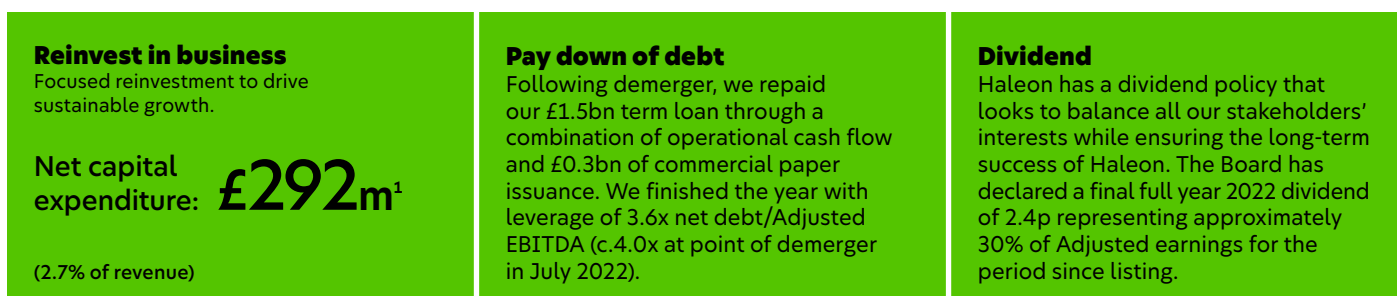 Reinvest in business
Focused reinvestment to drive
sustainable growth.
Net capital
expenditure: £292m¹
(2.7% of revenue)
Pay down of debt
Following demerger, we repaid
our £1.5bn term loan through a
combination of operational cash flow
and £0.3bn of commercial paper
issuance. We finished the year with
leverage of 3.6x net debt/Adjusted
EBITDA (c.4.0x at point of demerger
in July 2022).
Dividend
Haleon has a dividend policy that
looks to balance all our stakeholders’
interests while ensuring the long-term
success of Haleon. The Board has
declared a final full year 2022 dividend
of 2.4p representing approximately
30% of Adjusted earnings for the
period since listing.